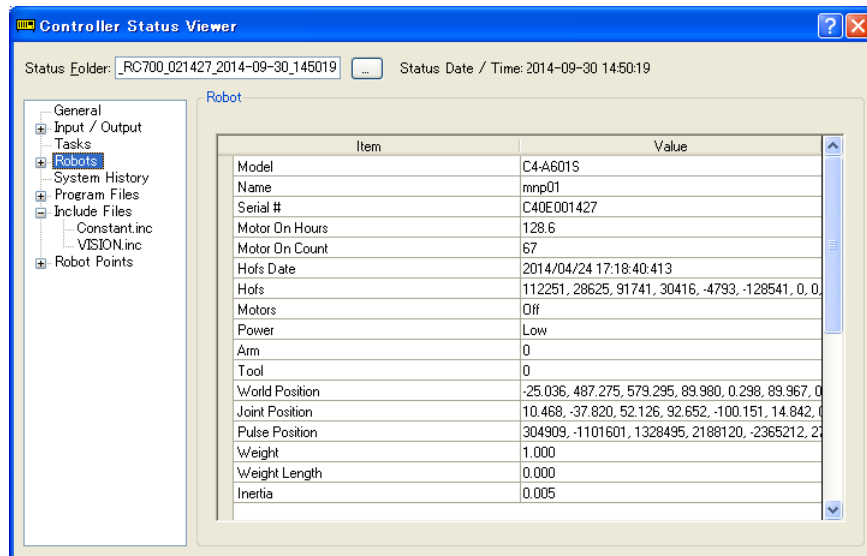 Controller Status Viewer
Status Folder: _RC700_021427_2014-09-30_145019 ... Status Date / Time: 2014-09-30 14:50:19
General
Input / Output
Tasks
Robots
System History
Program Files
Include Files
Constant.inc
VISION.inc
Robot Points
Robot
Item Value
Model C4-A601S
Name mnp01
Serial # C40E001427
Motor On Hours 128.6
Motor On Count 67
Hofs Date 2014/04/24 17:18:40:413
Hofs 112251, 28625, 91741, 30416, -4793, -128541, 0, 0,
Motors Off
Power Low
Arm 0
Tool 0
World Position -25.036, 487.275, 579.295, 89.980, 0.298, 89.967, 0
Joint Position 10.468, -37.820, 52.126, 92.652, -100.151, 14.842,
Pulse Position 304909, -1101601, 1328495, 2188120, -2365212,
Weight 1.000
Weight Length 0.000
Inertia 0.005